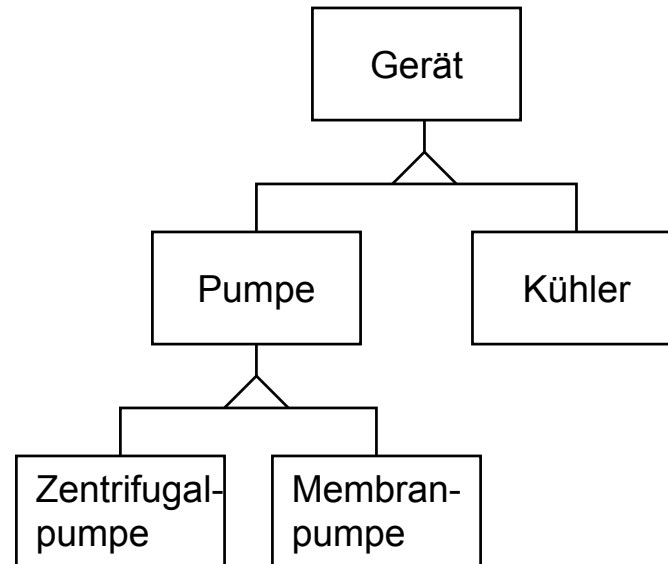 Gerät
Pumpe
Kühler
Zentrifugal-
pumpe
Membran-
pumpe